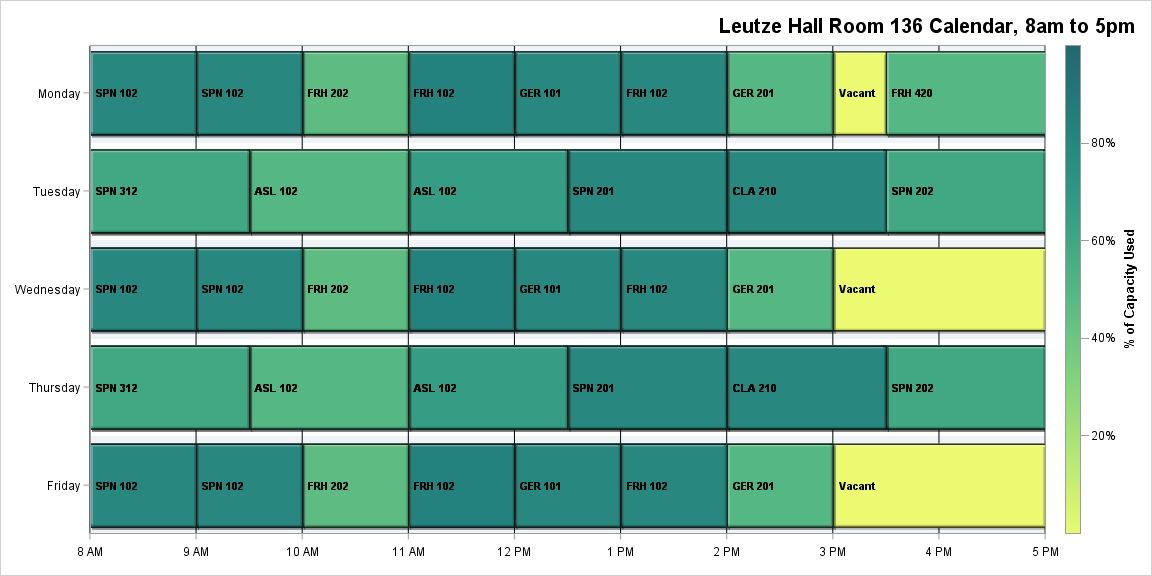 Leutze Hall Room 136 Calendar, 8am to 5pm
Monday
SPN 102
SPN 102
FRH 202
FRH 102
GER 101
FRH 102
GER 201
Vacant
FRH 420
Tuesday
SPN 312
ASL 102
ASL 102
SPN 201
CLA 210
SPN 202
Wednesday
SPN 102
SPN 102
FRH 202
FRH 102
GER 101
FRH 102
GER 201
Vacant
Thursday
SPN 312
ASL 102
ASL 102
SPN 201
CLA 210
SPN 202
Friday
SPN 102
SPN 102
FRH 202
FRH 102
GER 101
FRH 102
GER 201
Vacant
8 AM
9 AM
10 AM
11 AM
12 PM
1 PM
2 PM
3 PM
4 PM
5 PM
80%
60%
40%
20%
% of Capacity Used